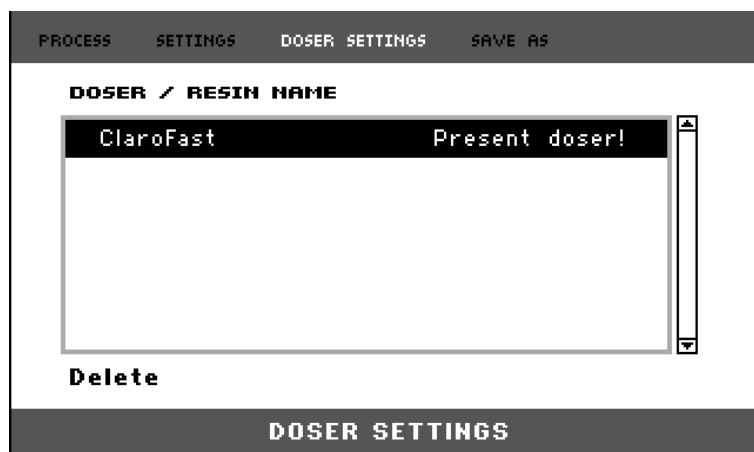 PROCESS SETTINGS DOSER SETTINGS SAVE AS
DOSER / RESIN NAME
ClaroFast Present doser!
Delete
DOSER SETTINGS